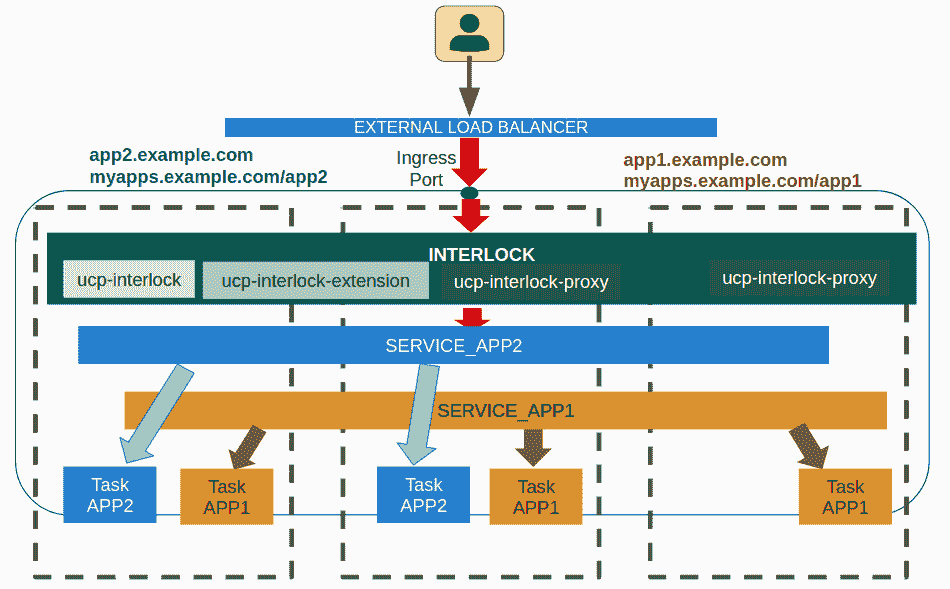 EXTERNAL LOAD BALANCER
app2.example.com
myapps.example.com/app2
Ingress
Port
app1.example.com
myapps.example.com/app1
INTERLOCK
ucp-interlock
ucp-interlock-extension
ucp-interlock-proxy
ucp-interlock-proxy
SERVICE_APP2
SERVICE_APP1
Task
APP2
Task
APP1
Task
APP2
Task
APP1
Task
APP1